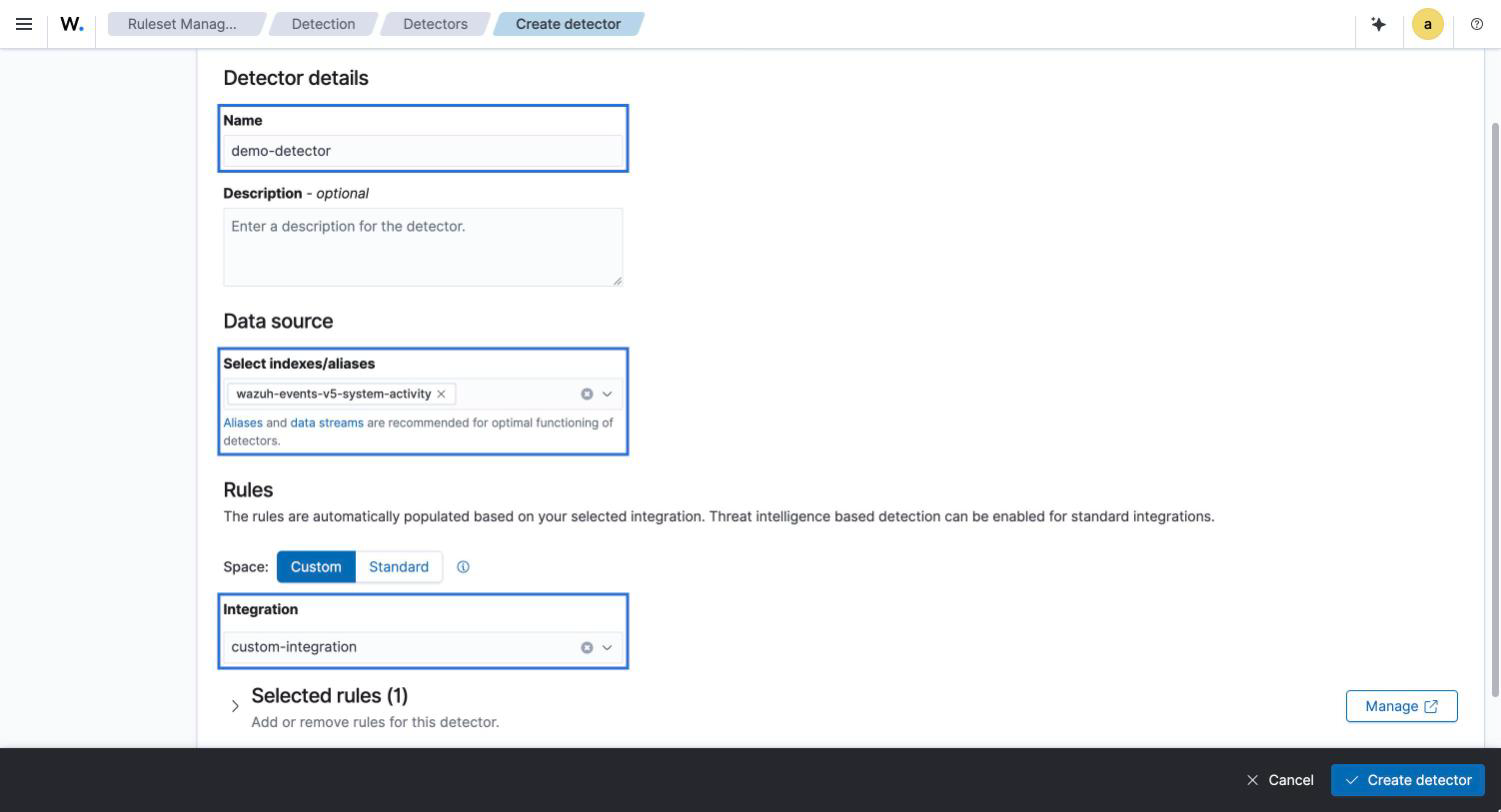 W. Ruleset Manag... Detection Detectors Create detector a
Detector details
Name
demo-detector
Description - optional
Enter a description for the detector.
Data source
Select indexes/aliases
wazuh-events-v5-system-activity
Aliases and data streams are recommended for optimal functioning of
detectors.
Rules
The rules are automatically populated based on your selected integration. Threat intelligence based detection can be enabled for standard integrations.
Space: Custom Standard
Integration
custom-integration
Selected rules (1)
Add or remove rules for this detector.
Manage
Cancel Create detector